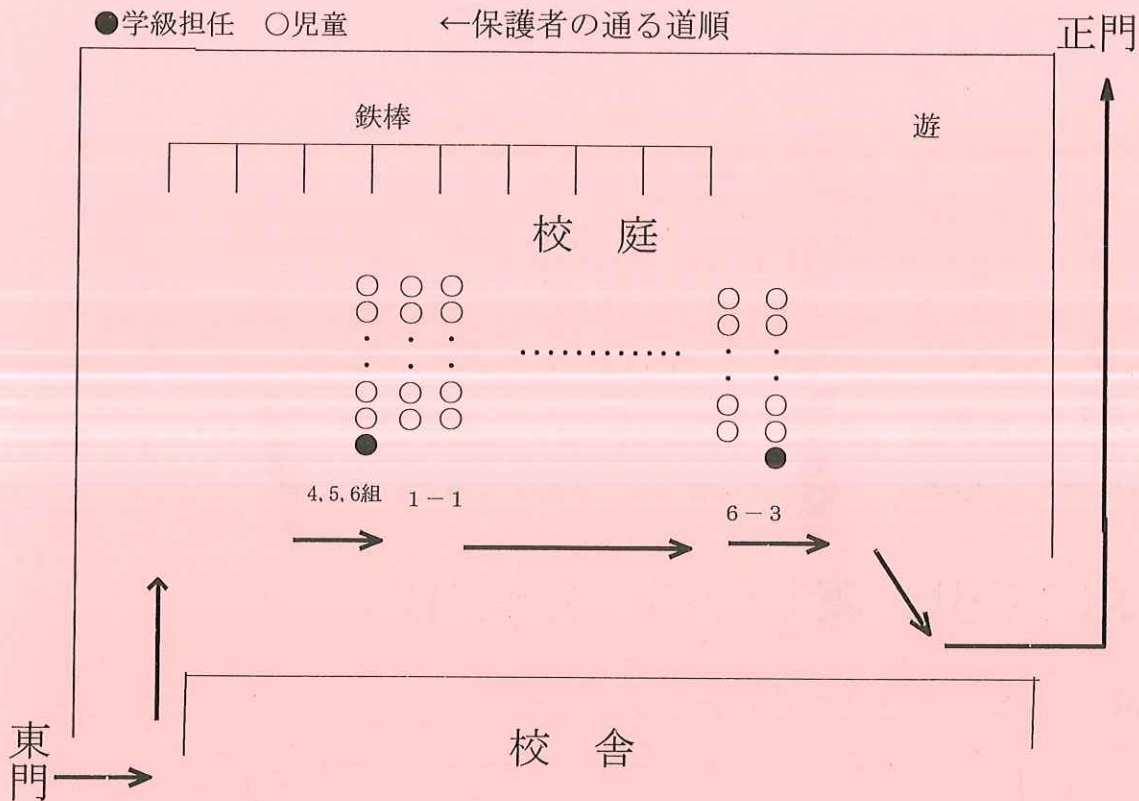 ●学級担任 ○児童 ←保護者の通る道順
正門
鉄棒
遊
校 庭
4,5,6組 1－1
6－3
校 舎
東門